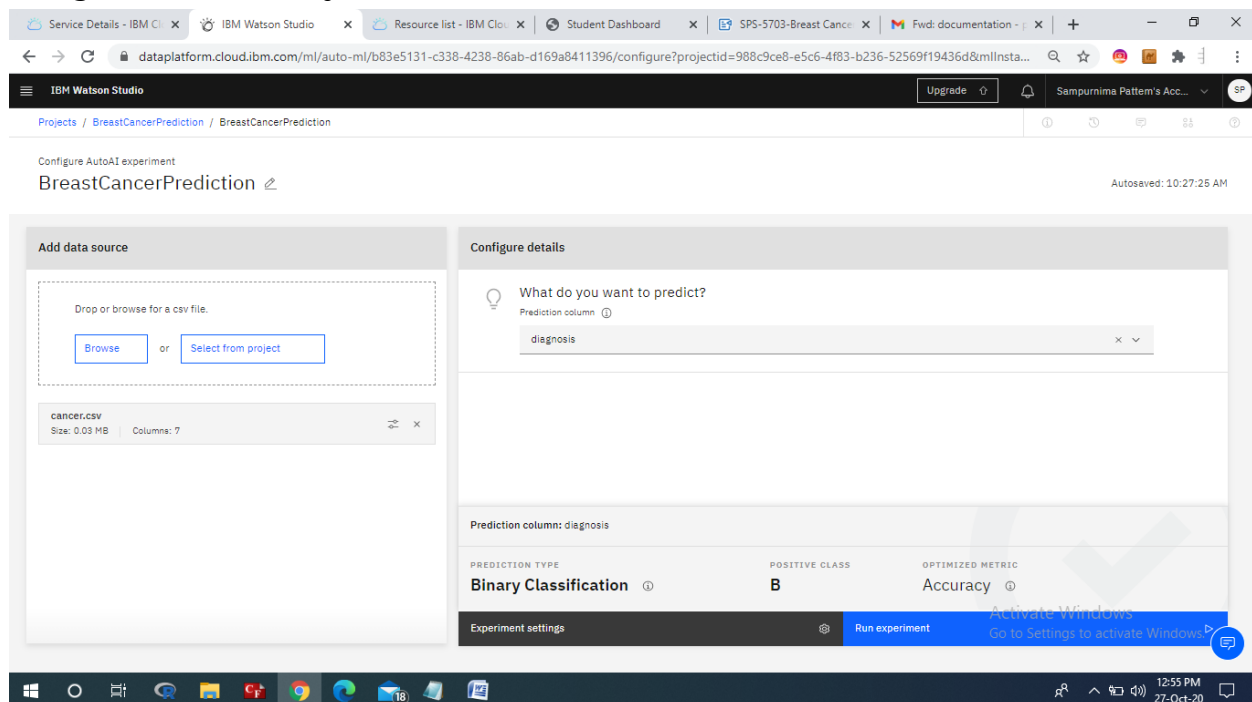 Service Details - IBM Cl
IBM Watson Studio
Resource list - IBM Clou
Student Dashboard
SPS-5703-Breast Cance
Fwd: documentation - p
dataplatform.cloud.ibm.com/ml/auto-ml/b83e5131-c338-4238-86ab-d169a8411396/configure?projectid=988c9ce8-e5c6-4f83-b236-52569f19436d&mlInsta...
IBM Watson Studio
Upgrade
Sampurnima Pattem's Acc...
SP
Projects / BreastCancerPrediction / BreastCancerPrediction
Configure AutoAI experiment
BreastCancerPrediction
Autosaved: 10:27:25 AM
Add data source
Drop or browse for a csv file.
Browse or Select from project
cancer.csv
Size: 0.03 MB Columns: 7
Configure details
What do you want to predict?
Prediction column
diagnosis
Prediction column: diagnosis
PREDICTION TYPE
Binary Classification
POSITIVE CLASS
B
OPTIMIZED METRIC
Accuracy
Experiment settings
Run experiment
Activate Windows
Go to Settings to activate Windows.
18
12:55 PM
27-Oct-20